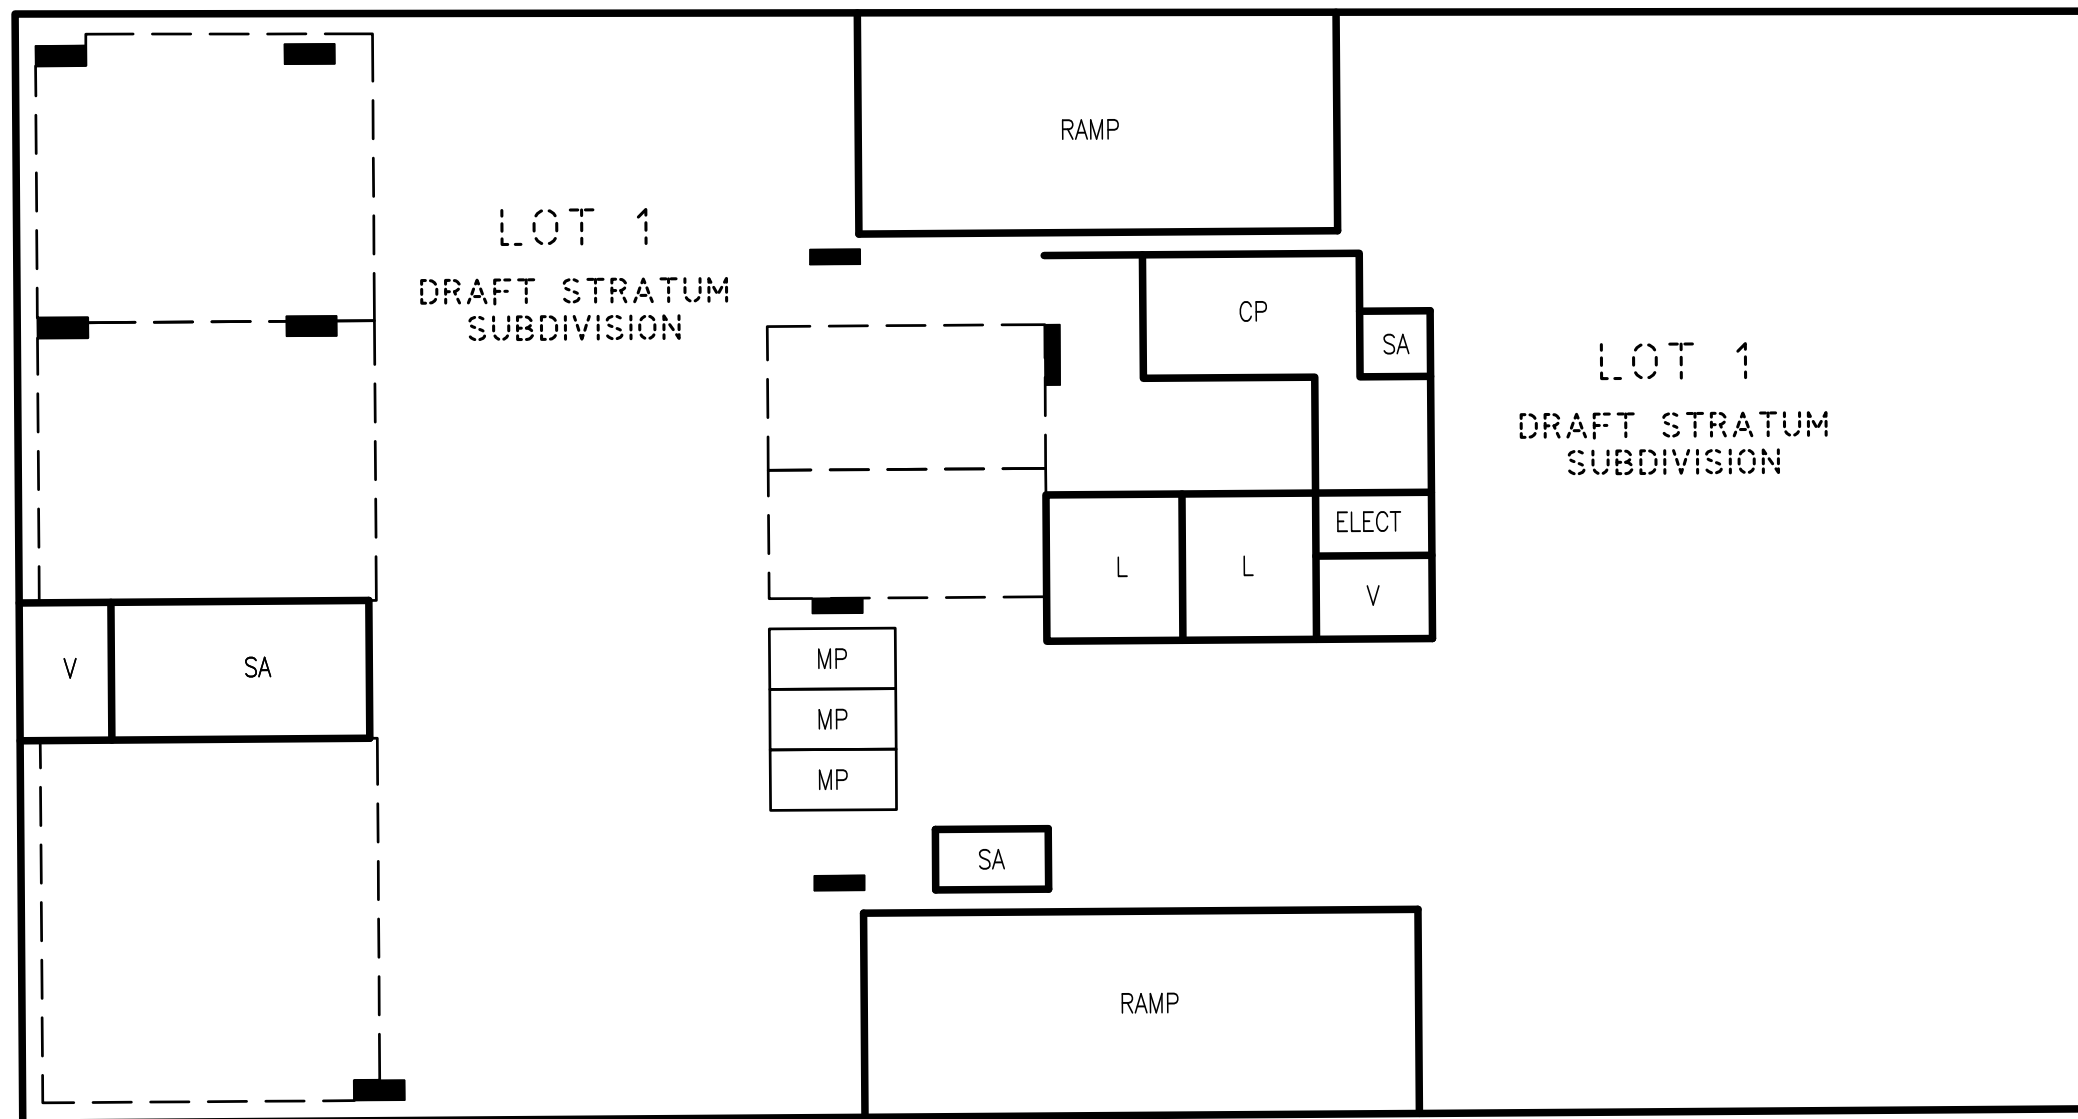 RAMP
LOT 1
DRAFT STRATUM
SUBDIVISION
CP
SA
LOT 1
DRAFT STRATUM
SUBDIVISION
ELECT
L
L
V
V
SA
MP
MP
MP
SA
RAMP